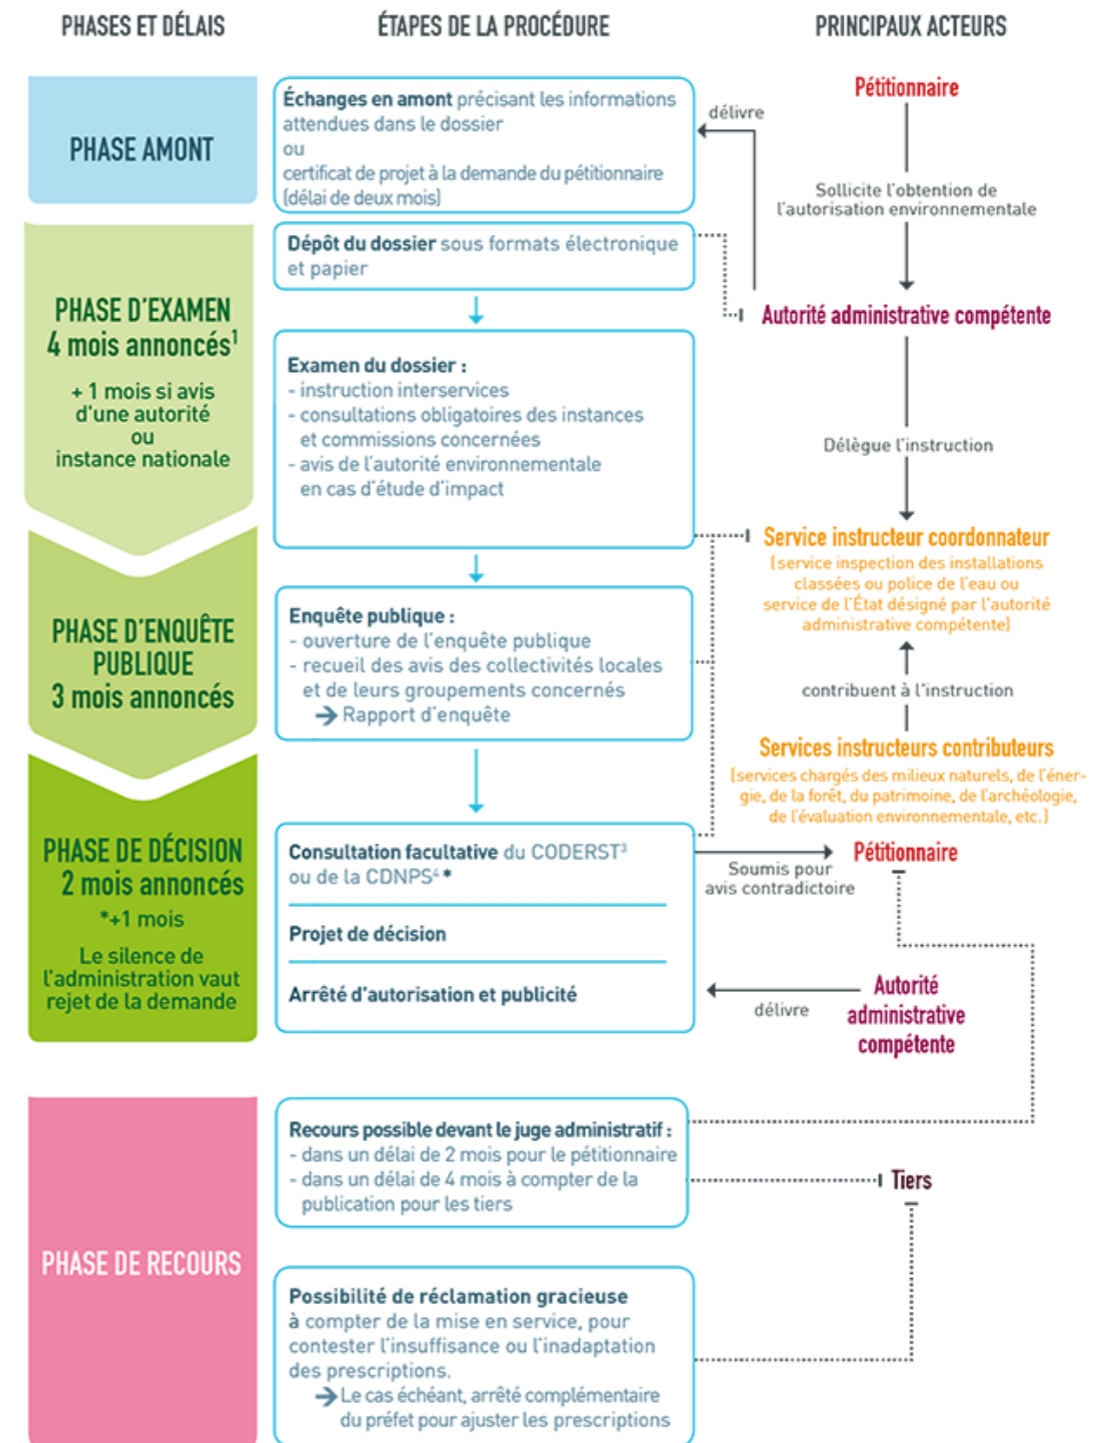 PHASES ET DÉLAIS
ÉTAPES DE LA PROCÉDURE
PRINCIPAUX ACTEURS
PHASE AMONT
Échanges en amont précisant les informations
attendues dans le dossier
ou
certificat de projet à la demande du pétitionnaire
(délai de deux mois)
délivre
Pétitionnaire
Sollicite l'obtention de
l'autorisation environnementale
Dépôt du dossier sous formats électronique
et papier
Autorité administrative compétente
PHASE D'EXAMEN
4 mois annoncés¹
+ 1 mois si avis
d'une autorité
ou
instance nationale
Examen du dossier :
- instruction interservices
- consultations obligatoires des instances
et commissions concernées
- avis de l'autorité environnementale
en cas d'étude d'impact
Délègue l'instruction
Service instructeur coordonnateur
(service inspection des installations
classées ou police de l'eau ou
service de l'État désigné par l'autorité
administrative compétente)
PHASE D'ENQUÊTE
PUBLIQUE
3 mois annoncés
Enquête publique :
- ouverture de l'enquête publique
- recueil des avis des collectivités locales
et de leurs groupements concernés
→ Rapport d'enquête
contribuent à l'instruction
Services instructeurs contributeurs
(services chargés des milieux naturels, de l'éner-
gie, de la forêt, du patrimoine, de l'archéologie,
de l'évaluation environnementale, etc.)
PHASE DE DÉCISION
2 mois annoncés
*+1 mois
Le silence de
l'administration vaut
rejet de la demande
Consultation facultative du CODERST³
ou de la CDNPS⁴ *
Projet de décision
Arrêté d'autorisation et publicité
Soumis pour
avis contradictoire
Pétitionnaire
délivre
Autorité
administrative
compétente
PHASE DE RECOURS
Recours possible devant le juge administratif :
- dans un délai de 2 mois pour le pétitionnaire
- dans un délai de 4 mois à compter de la
publication pour les tiers
Tiers
Possibilité de réclamation gracieuse
à compter de la mise en service, pour
contester l'insuffisance ou l'inadaptation
des prescriptions.
→ Le cas échéant, arrêté complémentaire
du préfet pour ajuster les prescriptions